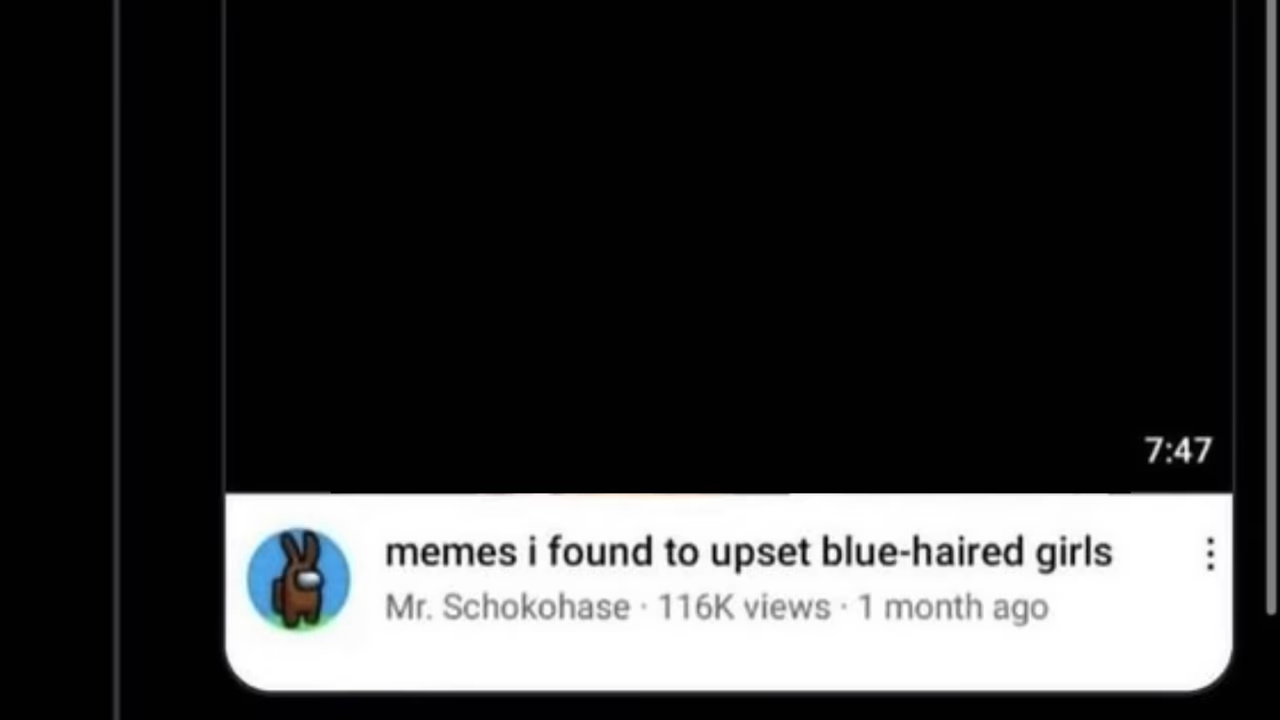 7:47
memes i found to upset blue-haired girls
Mr. Schokohase · 116K views · 1 month ago